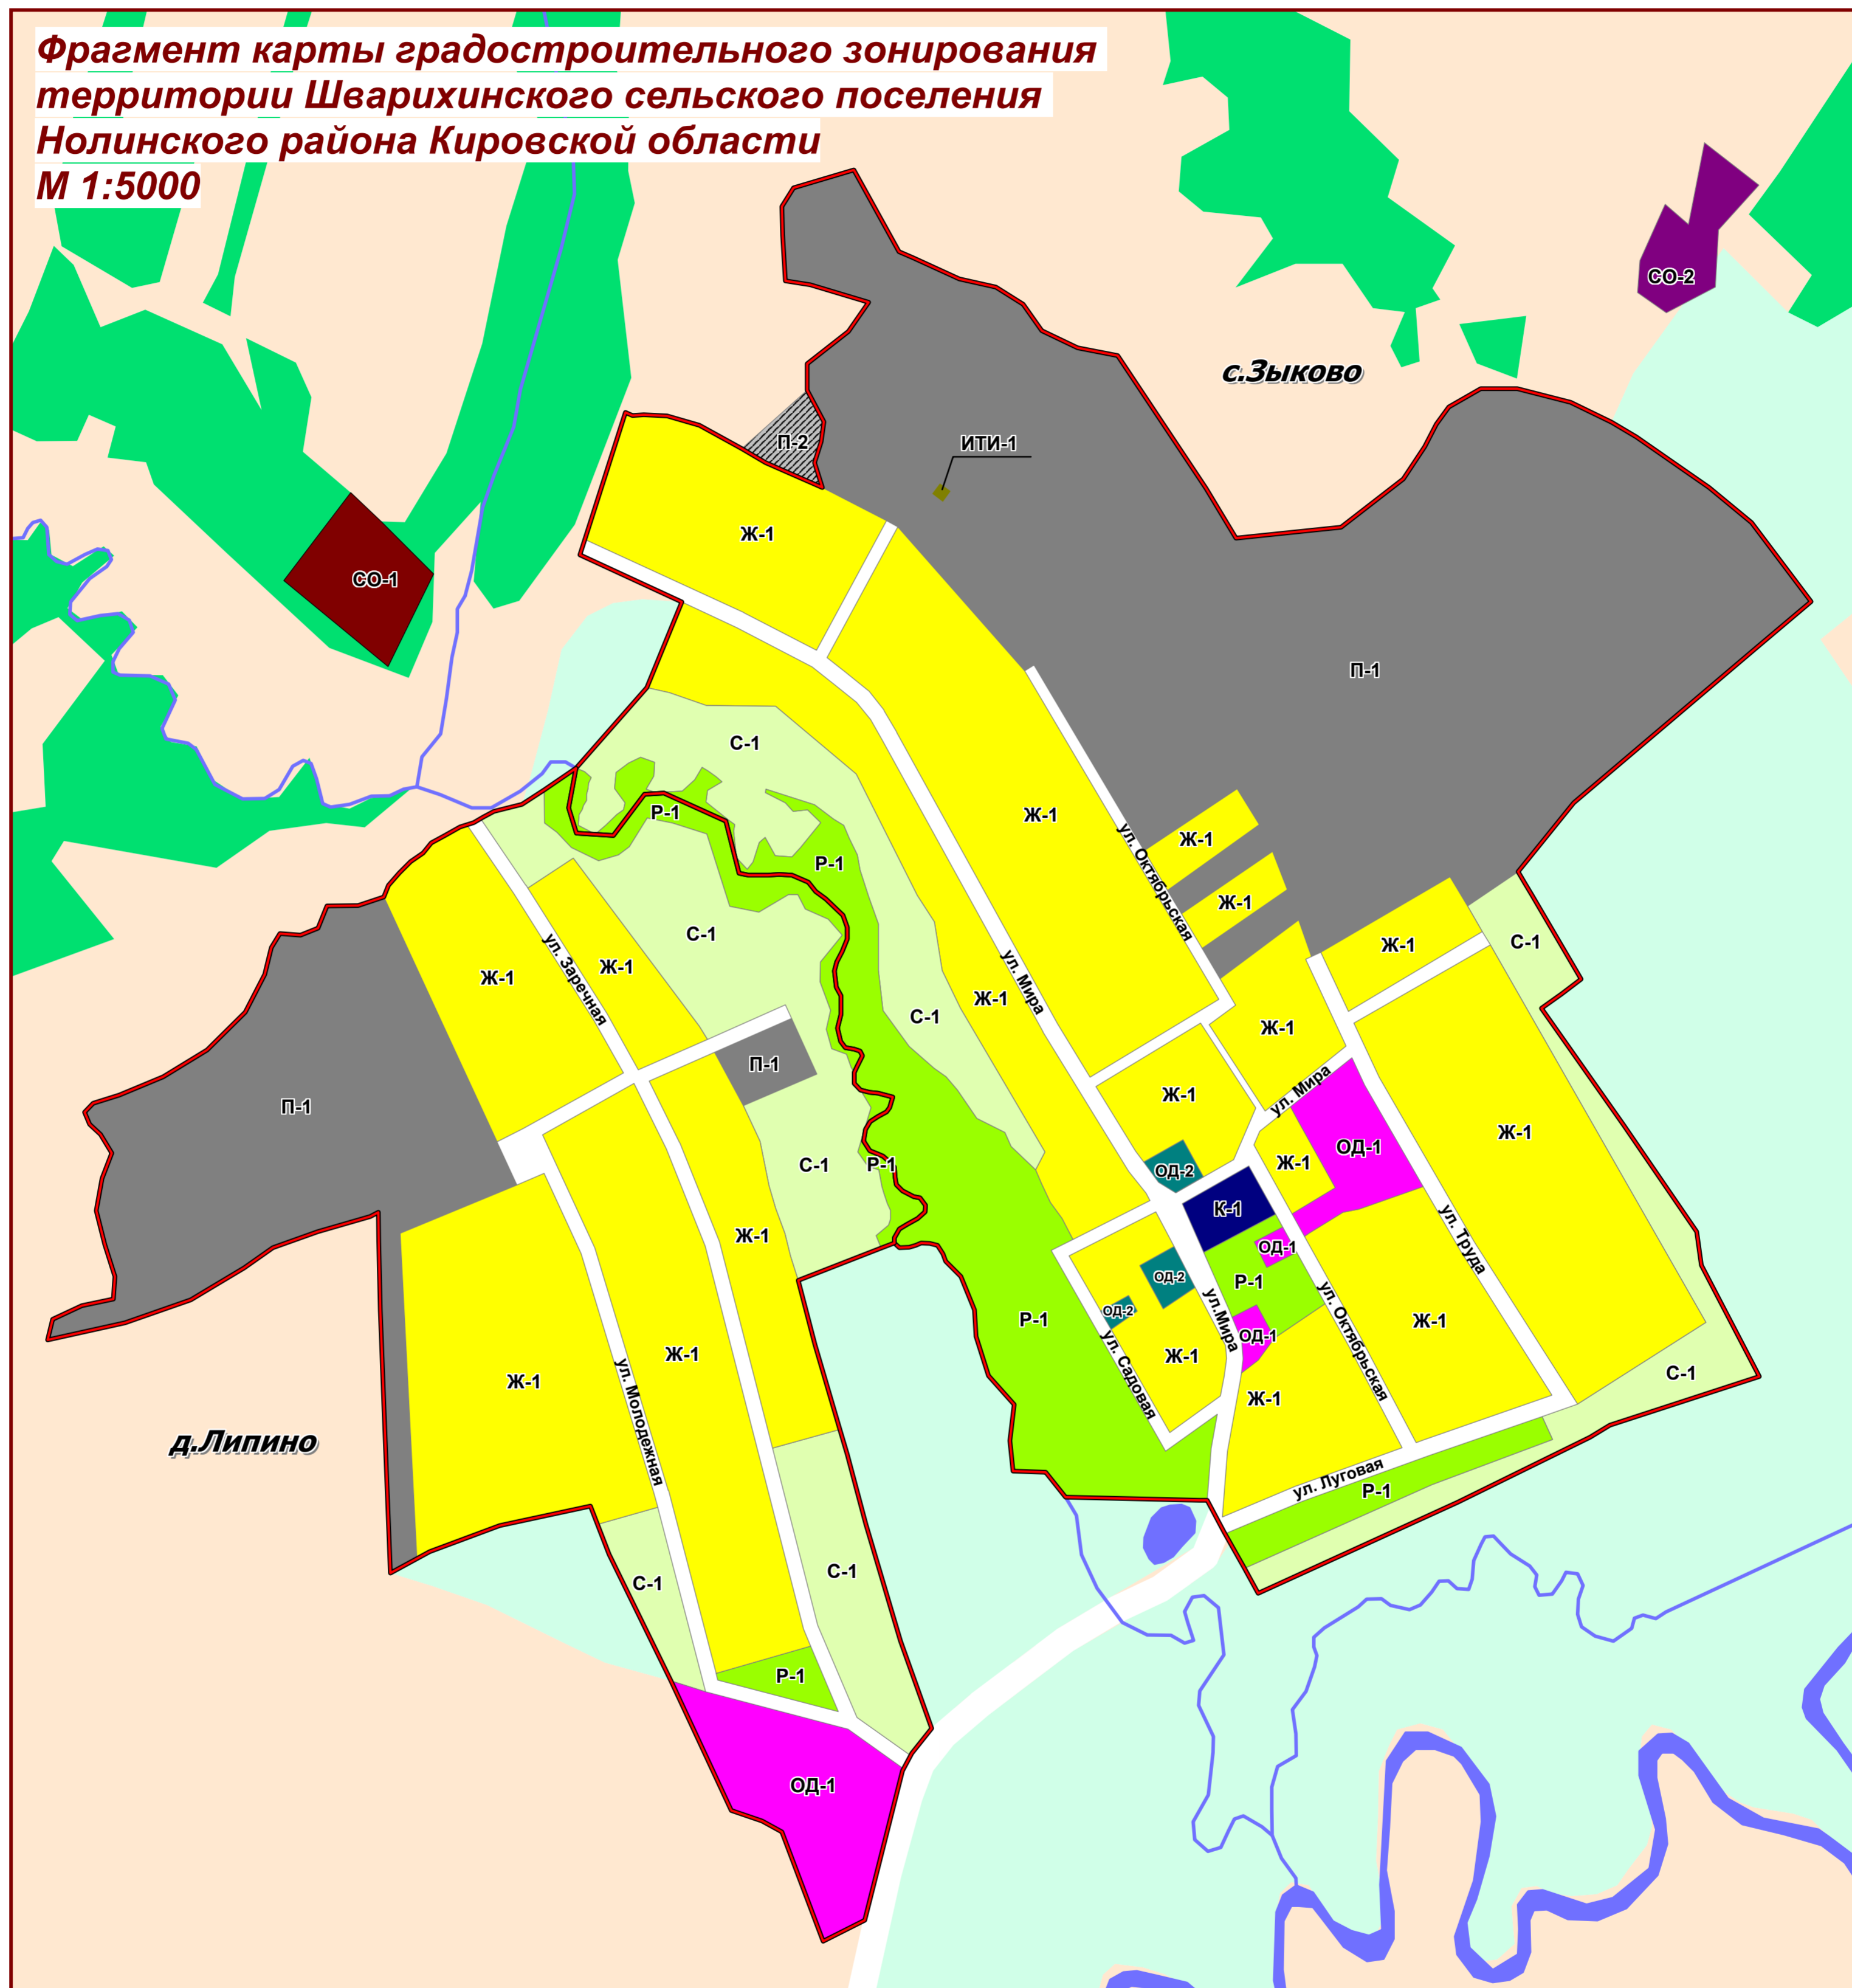 Фрагмент карты градостроительного зонирования
территории Шварихинского сельского поселения
Нолинского района Кировской области
М 1:5000
СО-2
с.Зыково
П-2
ИТИ-1
Ж-1
СО-1
П-1
С-1
Р-1
Ж-1
ул. Октябрьская
Ж-1
Р-1
Ж-1
С-1
Ж-1
С-1
Ж-1
ул. Заречная
Ж-1
ул. Мира
Ж-1
С-1
Ж-1
П-1
Ж-1
ул. Мира
П-1
Ж-1
ОД-1
С-1
Р-1
ОД-2
Ж-1
К-1
Ж-1
ОД-1
ул. Труда
ОД-2
Р-1
ОД-2
Р-1
ул.Мира
ОД-1
ул. Октябрьская
Ж-1
Ж-1
Ж-1
Ж-1
ул. Садовая
С-1
ул. Молодежная
Ж-1
д.Липино
ул. Луговая
Р-1
С-1
С-1
Р-1
ОД-1